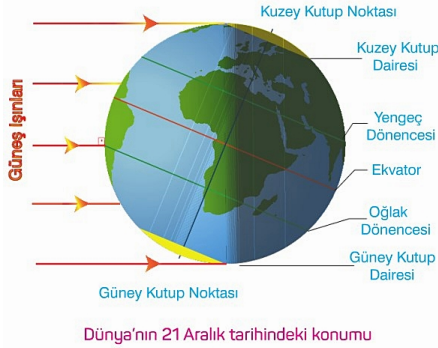 Kuzey Kutup Noktası
Kuzey Kutup
Dairesi
Güneş Işınları
Yengeç
Dönencesi
Ekvator
Oğlak
Dönencesi
Güney Kutup
Dairesi
Güney Kutup Noktası
Dünya'nın 21 Aralık tarihindeki konumu